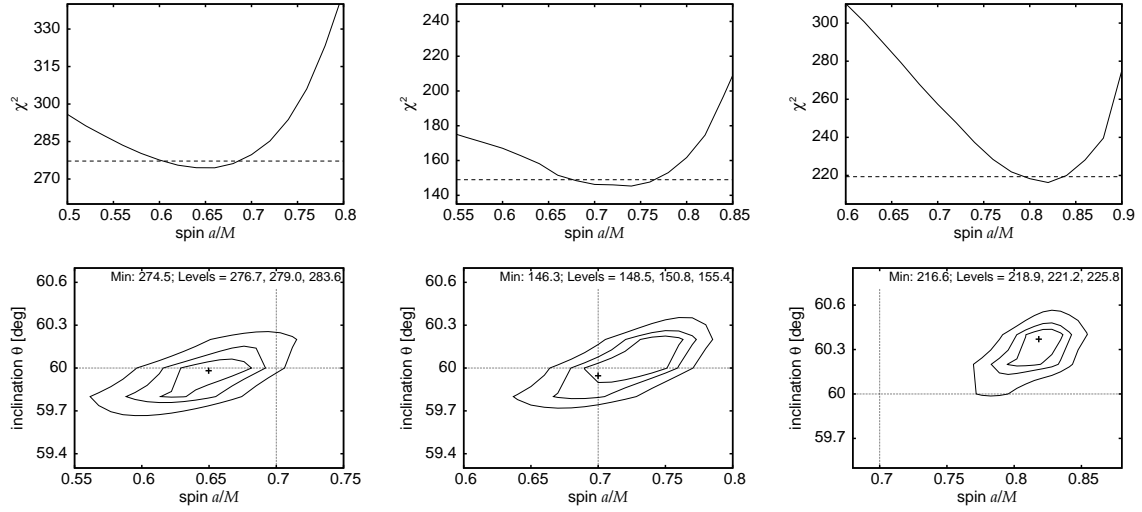 330
315
300
285
270
χ²
0.5 0.55 0.6 0.65 0.7 0.75 0.8
spin a/M
240
220
200
180
160
140
χ²
0.55 0.6 0.65 0.7 0.75 0.8 0.85
spin a/M
300
280
260
240
220
χ²
0.6 0.65 0.7 0.75 0.8 0.85 0.9
spin a/M
Min: 274.5; Levels = 276.7, 279.0, 283.6
60.6
60.3
60
59.7
59.4
inclination θ [deg]
0.55 0.6 0.65 0.7 0.75
spin a/M
Min: 146.3; Levels = 148.5, 150.8, 155.4
60.6
60.3
60
59.7
59.4
inclination θ [deg]
0.6 0.65 0.7 0.75 0.8
spin a/M
Min: 216.6; Levels = 218.9, 221.2, 225.8
60.6
60.3
60
59.7
inclination θ [deg]
0.7 0.75 0.8 0.85
spin a/M